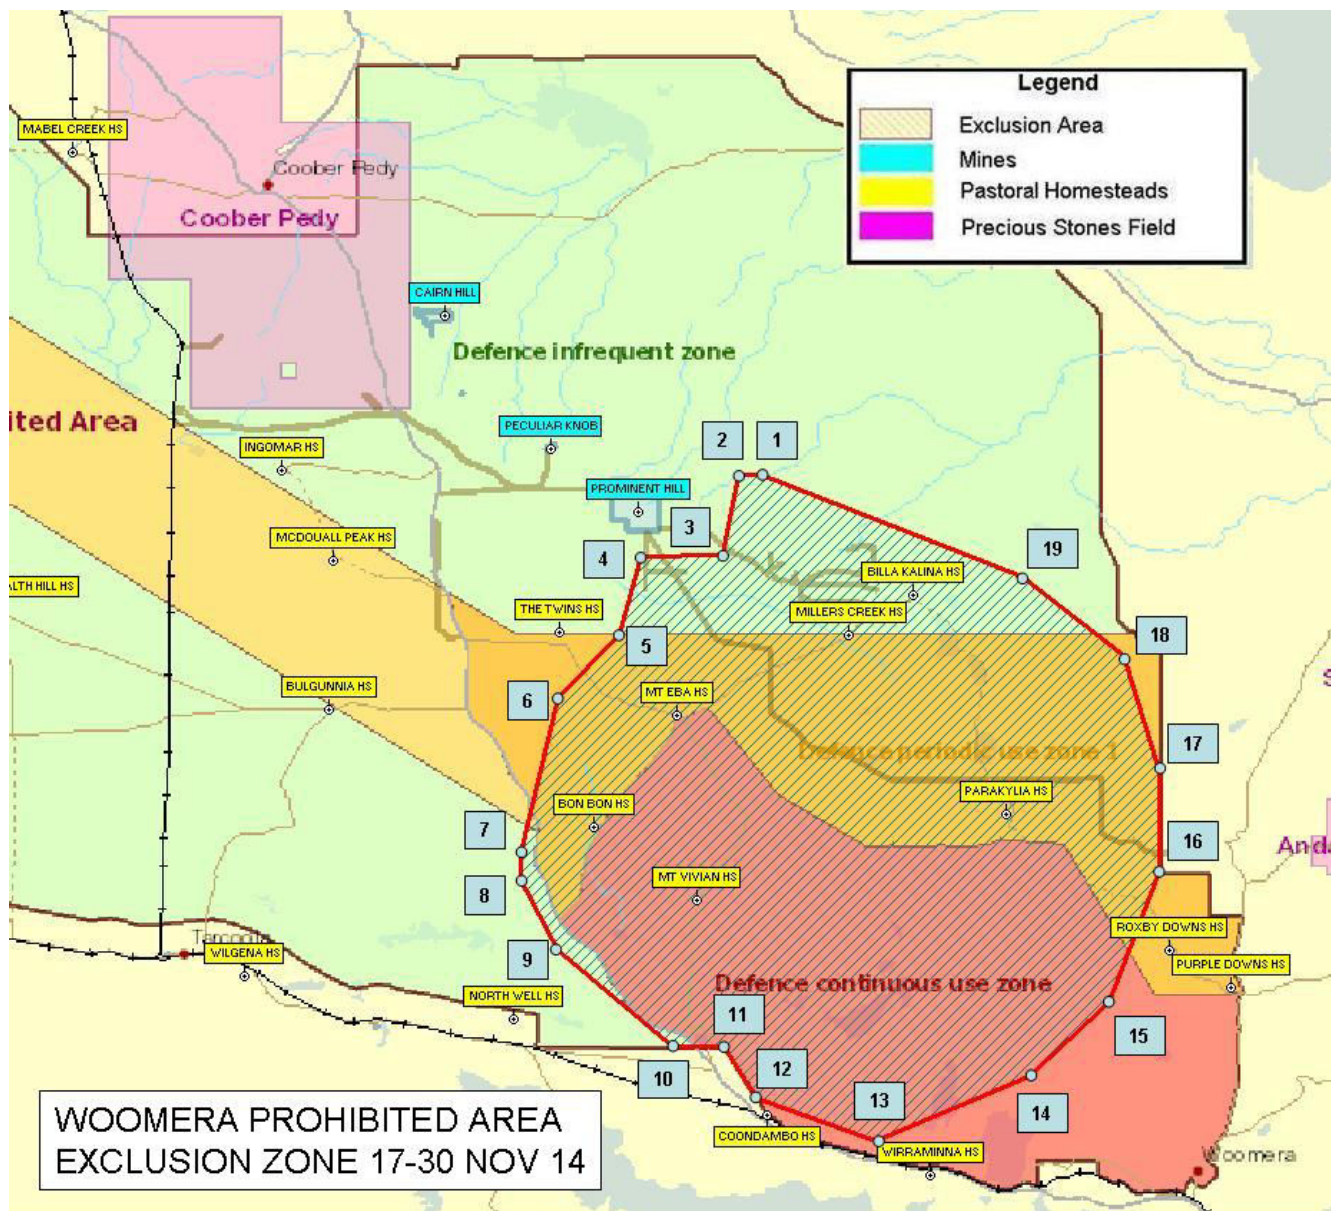 Legend
Exclusion Area
Mines
Pastoral Homesteads
Precious Stones Field
MABEL CREEK HS
Coober Pedy
Coober Pedy
CAIRN HILL
Defence infrequent zone
ited Area
INGOMAR HS
PECULIAR KNOB
2
1
PROMINENT HILL
3
MCDOUALL PEAK HS
4
19
BILLA KALINA HS
ALTH HILL HS
THE TWINS HS
MILLERS CREEK HS
5
18
BULGUNNIA HS
6
MT EBA HS
Defence periodic use zone 1
17
PARAKYLIA HS
BON BON HS
7
16
Anda
MT VIVIAN HS
8
ROXBY DOWNS HS
Tarcoola
WILGENA HS
9
PURPLE DOWNS HS
Defence continuous use zone
NORTH WELL HS
11
15
10
12
14
13
COONDAMBO HS
WIRRAMINNA HS
Woomera
WOOMERA PROHIBITED AREA
EXCLUSION ZONE 17-30 NOV 14